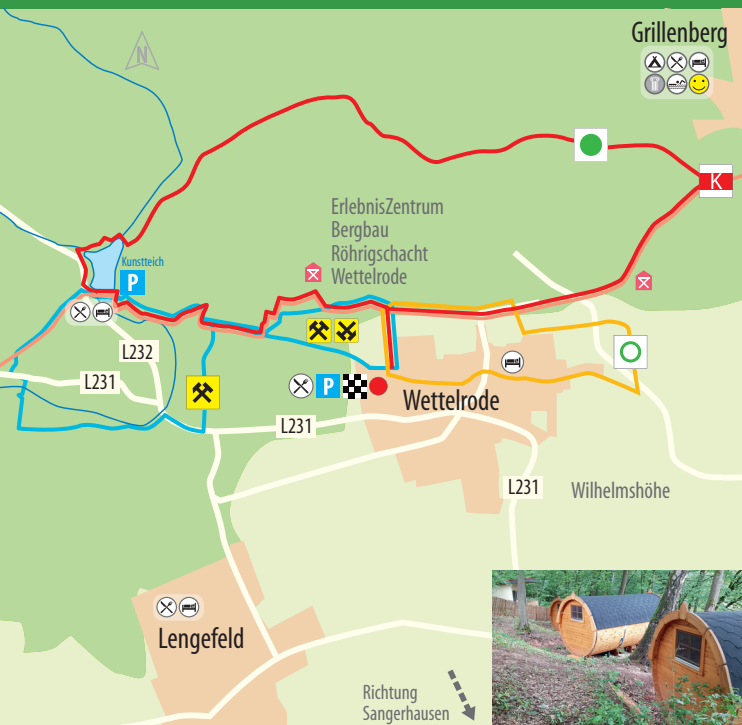 Grillenberg
N
K
ErlebnisZentrum
Bergbau
Röhrigschacht
Wettelrode
Kunstteich
P
L232
L231
P
Wettelrode
L231
L231
Wilhelmshöhe
Lengefeld
Richtung
Sangerhausen